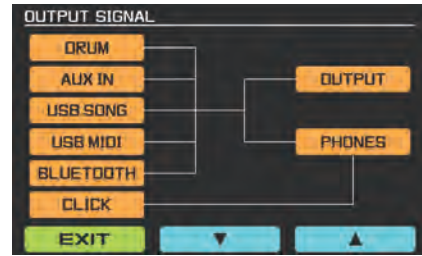 OUTPUT SIGNAL
DRUM
AUX IN
OUTPUT
USB SONG
USB MIDI
PHONES
BLUETOOTH
CLICK
EXIT ▼ ▲